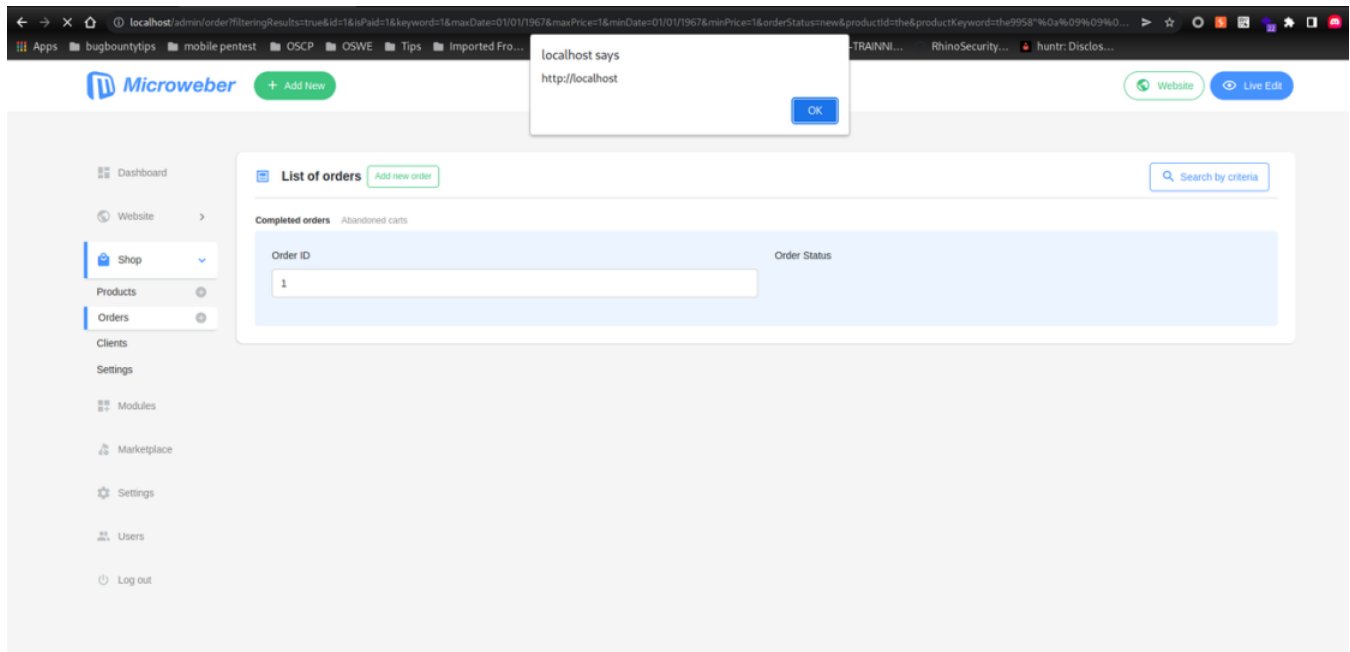 localhost/admin/order?filteringResults=true&id=1&isPaid=1&keyword=1&maxDate=01/01/1967&maxPrice=1&minDate=01/01/1967&minPrice=1&orderStatus=new&productId=the&productKeyword=the9958"%0a%09%09%0...
Apps bugbountytips mobile pentest OSCP OSWE Tips Imported Fro... -TRAINNI... RhinoSecurity... huntr: Disclos...
localhost says
http://localhost
OK
Microweber + Add New Website Live Edit
Dashboard
List of orders Add new order Search by criteria
Website
Completed orders Abandoned carts
Shop
Order ID Order Status
1
Products
Orders
Clients
Settings
Modules
Marketplace
Settings
Users
Log out